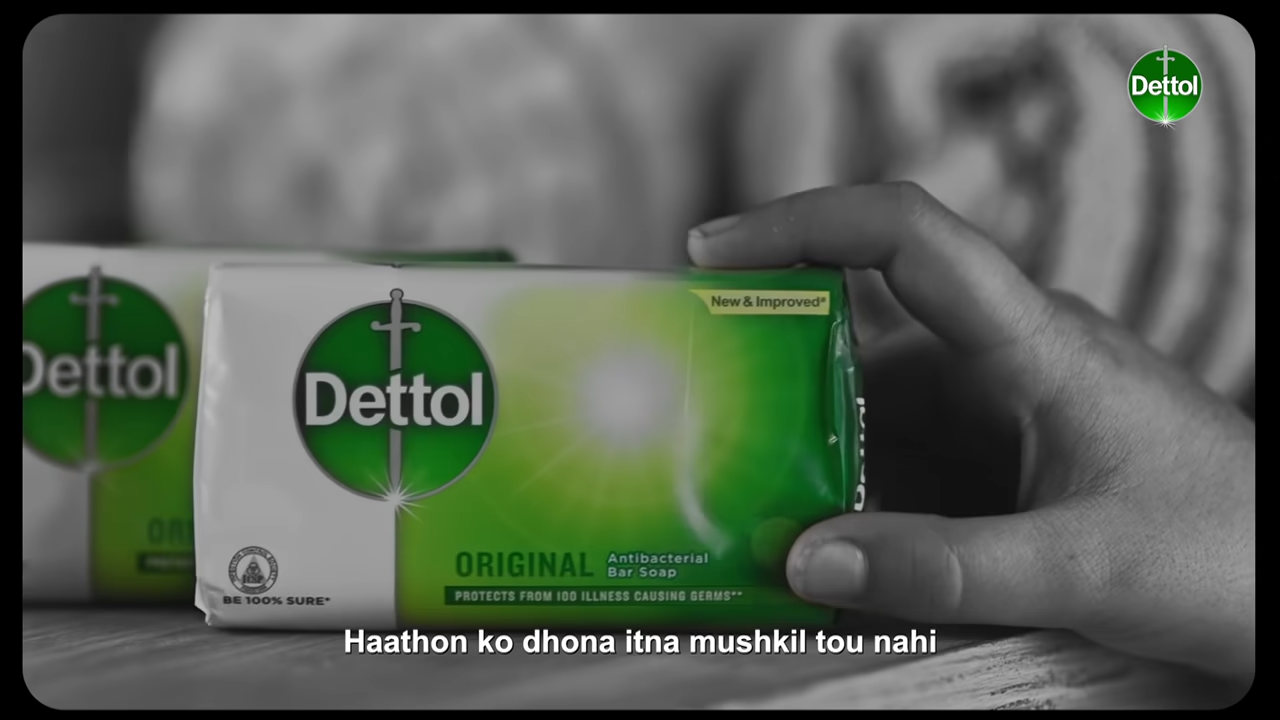 Dettol
New & Improved*
Dettol
Dettol
ORIGINAL
Antibacterial
Bar Soap
PROTECTS FROM 100 ILLNESS CAUSING GERMS**
BE 100% SURE*
Haathon ko dhona itna mushkil tou nahi